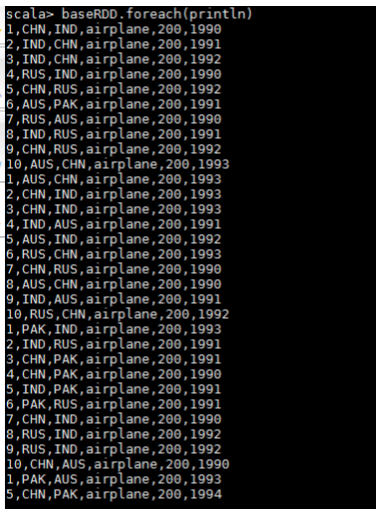 scala> baseRDD.foreach(println)
1,CHN,IND,airplane,200,1990
2,IND,CHN,airplane,200,1991
3,IND,CHN,airplane,200,1992
4,RUS,IND,airplane,200,1990
5,CHN,RUS,airplane,200,1992
6,AUS,PAK,airplane,200,1991
7,RUS,AUS,airplane,200,1990
8,IND,RUS,airplane,200,1991
9,CHN,RUS,airplane,200,1992
10,AUS,CHN,airplane,200,1993
1,AUS,CHN,airplane,200,1993
2,CHN,IND,airplane,200,1993
3,CHN,IND,airplane,200,1993
4,IND,AUS,airplane,200,1991
5,AUS,IND,airplane,200,1992
6,RUS,CHN,airplane,200,1993
7,CHN,RUS,airplane,200,1990
8,AUS,CHN,airplane,200,1990
9,IND,AUS,airplane,200,1991
10,RUS,CHN,airplane,200,1992
1,PAK,IND,airplane,200,1993
2,IND,RUS,airplane,200,1991
3,CHN,PAK,airplane,200,1991
4,CHN,PAK,airplane,200,1990
5,IND,PAK,airplane,200,1991
6,PAK,RUS,airplane,200,1991
7,CHN,IND,airplane,200,1990
8,RUS,IND,airplane,200,1992
9,RUS,IND,airplane,200,1992
10,CHN,AUS,airplane,200,1990
1,PAK,AUS,airplane,200,1993
5,CHN,PAK,airplane,200,1994